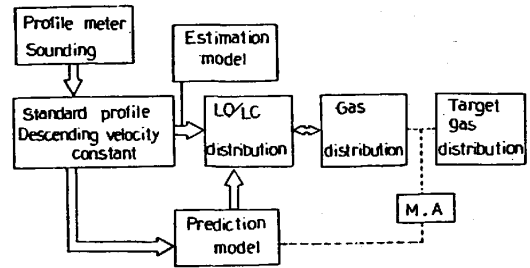 Profile meter
Sounding
Estimation
model
Standard profile
Descending velocity
constant
LO/LC
distribution
Gas
distribution
Target
gas
distribution
M.A
Prediction
model